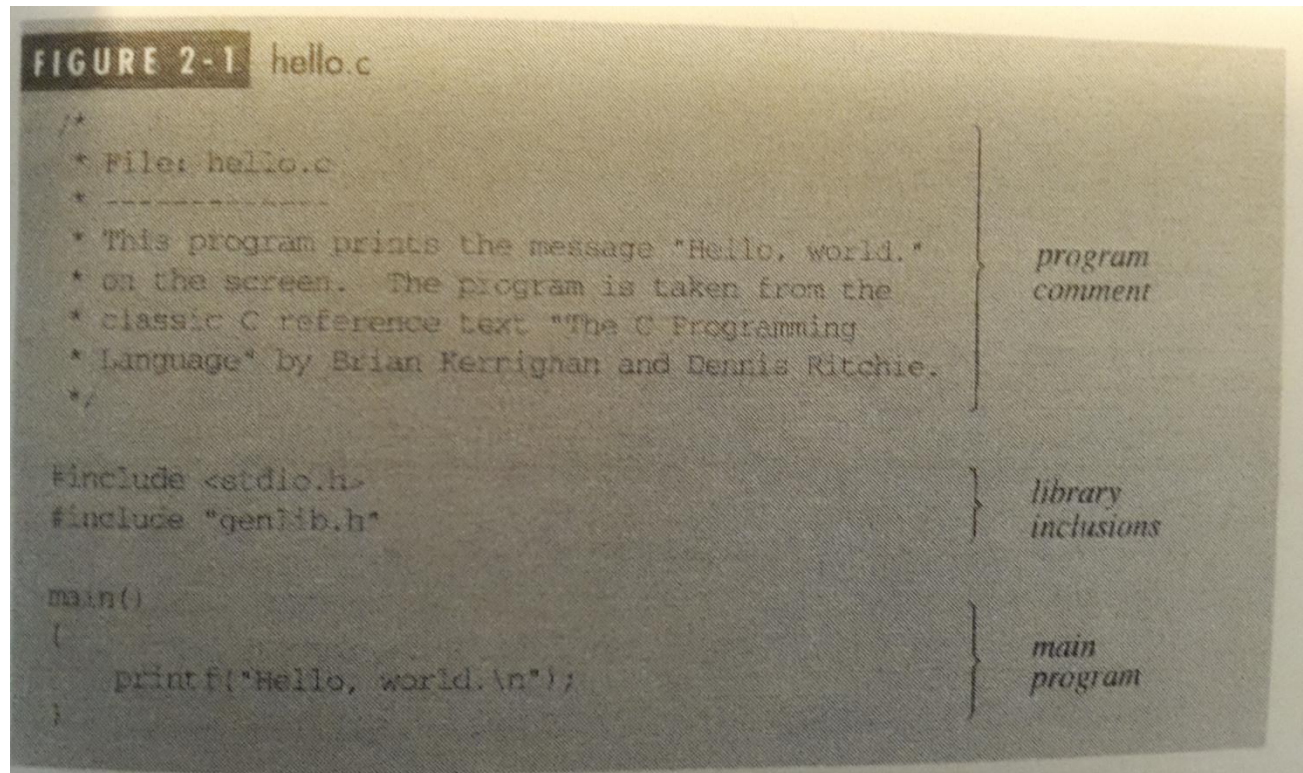 FIGURE 2-1 hello.c
/*
* File: hello.c
* -------------
* This program prints the message "Hello, world."
* on the screen.  The program is taken from the
* classic C reference text "The C Programming
* Language" by Brian Kernighan and Dennis Ritchie.
*/
program
comment
#include <stdio.h>
#include "genlib.h"
library
inclusions
main()
{
    printf("Hello, world.\n");
}
main
program